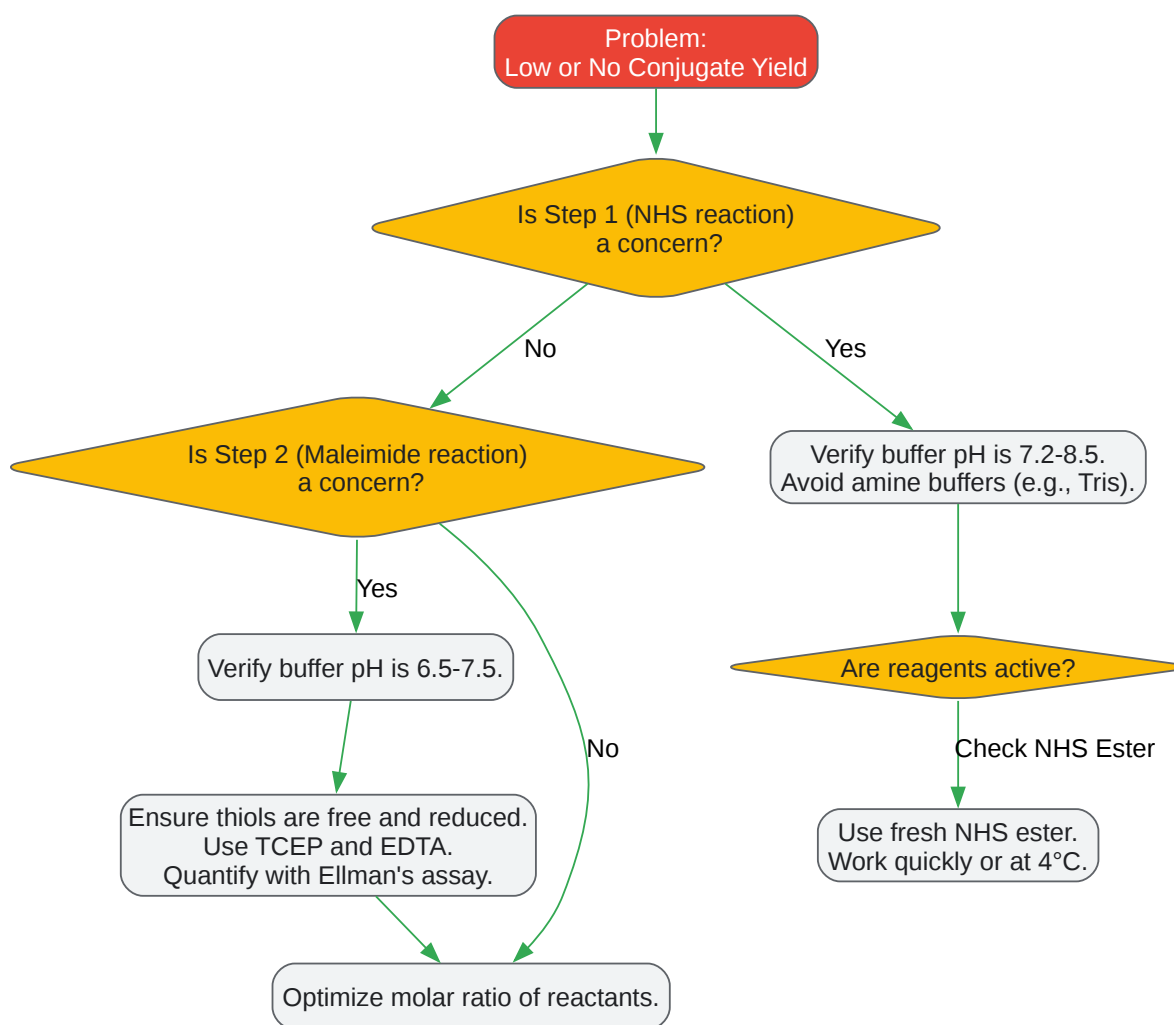 Problem:
Low or No Conjugate Yield
Is Step 1 (NHS reaction)
a concern?
No
Yes
Is Step 2 (Maleimide reaction)
a concern?
Verify buffer pH is 7.2-8.5.
Avoid amine buffers (e.g., Tris).
Yes
Verify buffer pH is 6.5-7.5.
Are reagents active?
No
Check NHS Ester
Ensure thiols are free and reduced.
Use TCEP and EDTA.
Quantify with Ellman's assay.
Use fresh NHS ester.
Work quickly or at 4°C.
Optimize molar ratio of reactants.